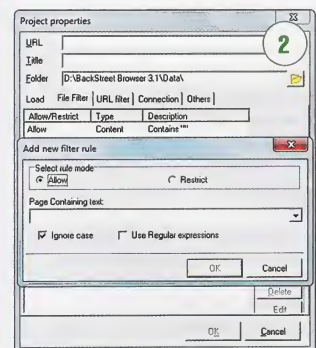 Project properties
2
URL
Title
Folder D:\BackStreet Browser 3.1\Data\
Load File Filter URL filter Connection Others
Allow/Restrict Type Description
Allow Content Contains ""
Add new filter rule
Select rule mode
Allow Restrict
Page Containing text:
Ignore case Use Regular expressions
OK Cancel
Delete
Edit
OK Cancel